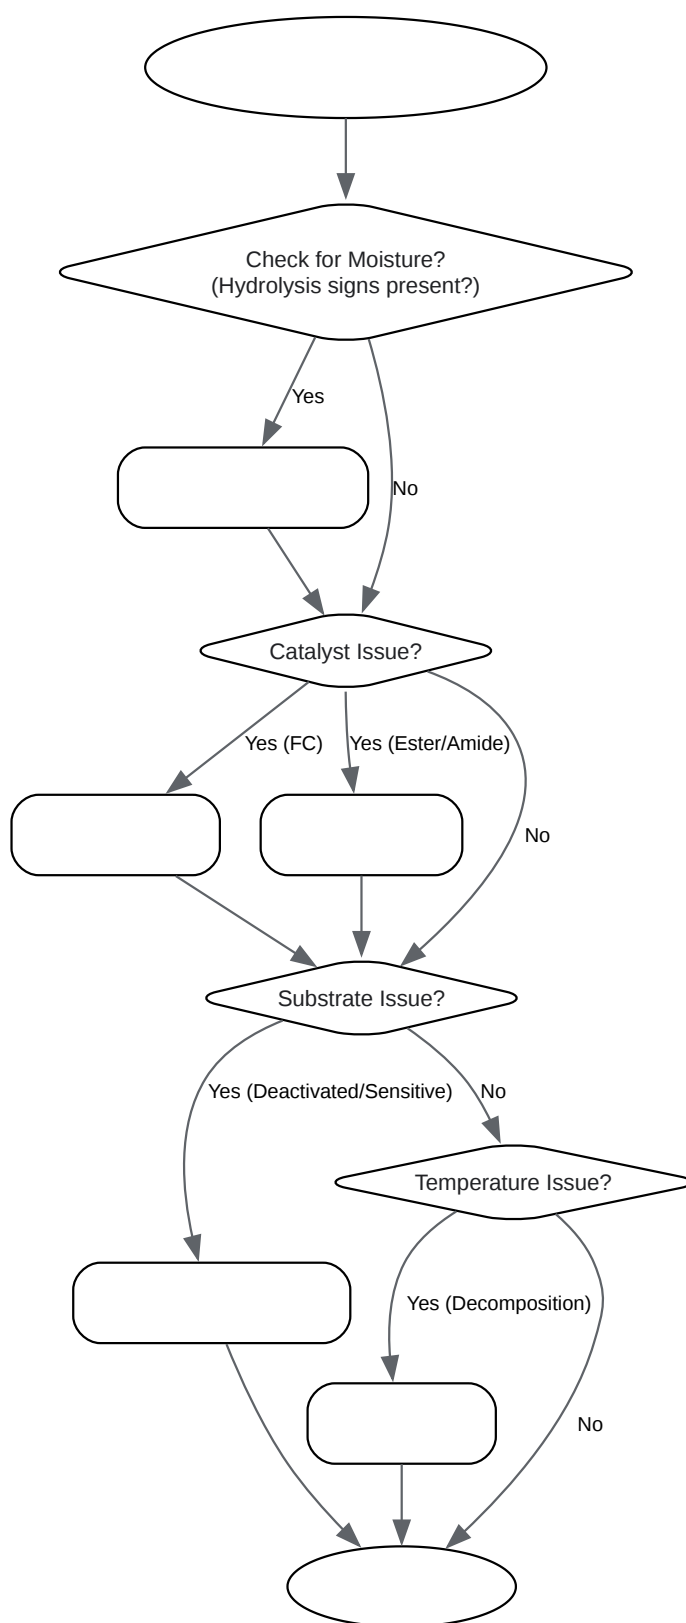 Check for Moisture?
(Hydrolysis signs present?)
Yes
No
Catalyst Issue?
Yes (FC)
Yes (Ester/Amide)
No
Substrate Issue?
Yes (Deactivated/Sensitive)
No
Temperature Issue?
Yes (Decomposition)
No